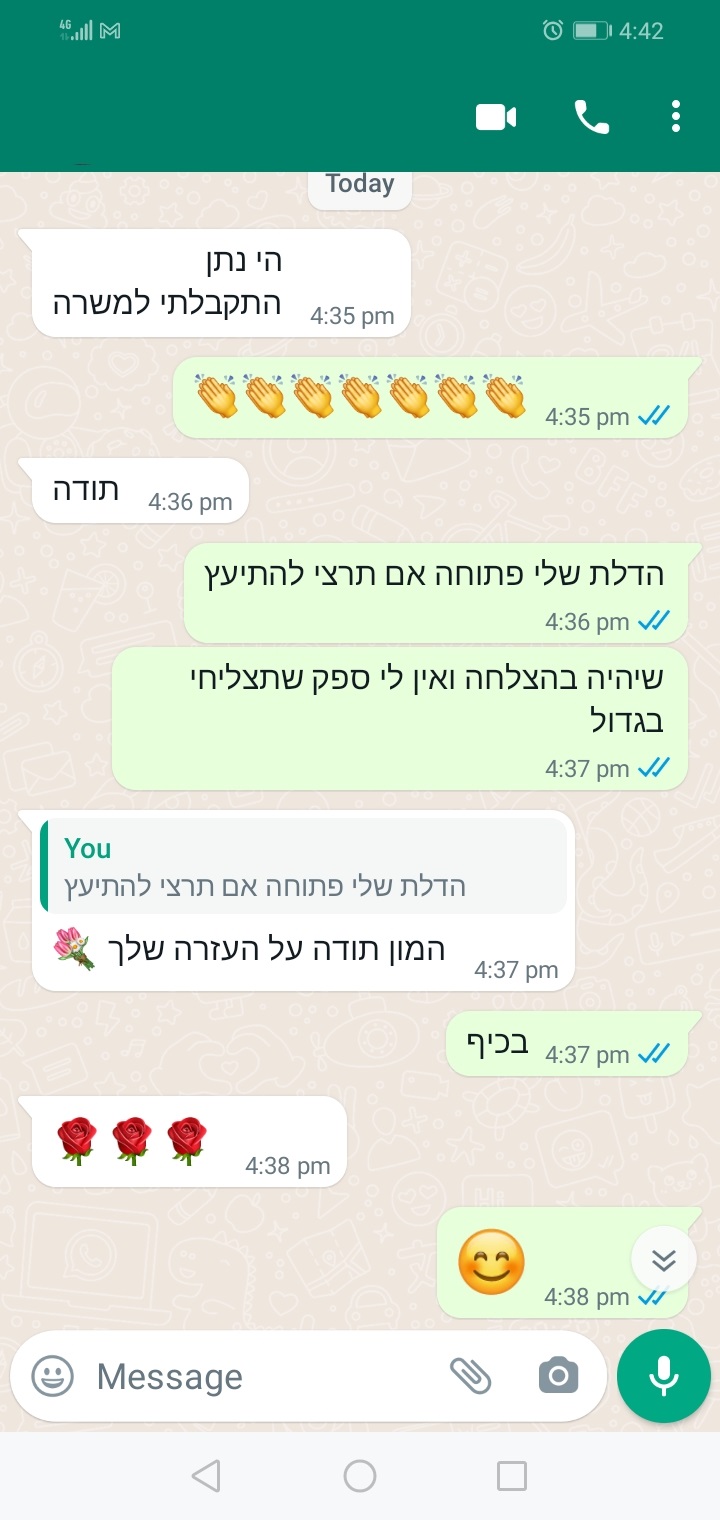 4G 4:42
Today
היי נתן
התקבלתי למשרה 4:35 pm
👏👏👏👏👏👏👏 4:35 pm
תודה 4:36 pm
הדלת שלי פתוחה אם תרצי להתיעץ
4:36 pm
שיהיה בהצלחה ואין לי ספק שתצליחי
בגדול
4:37 pm
You
הדלת שלי פתוחה אם תרצי להתיעץ
המון תודה על העזרה שלך 💐 4:37 pm
בכיף 4:37 pm
🌹🌹🌹 4:38 pm
😊 4:38 pm
Message